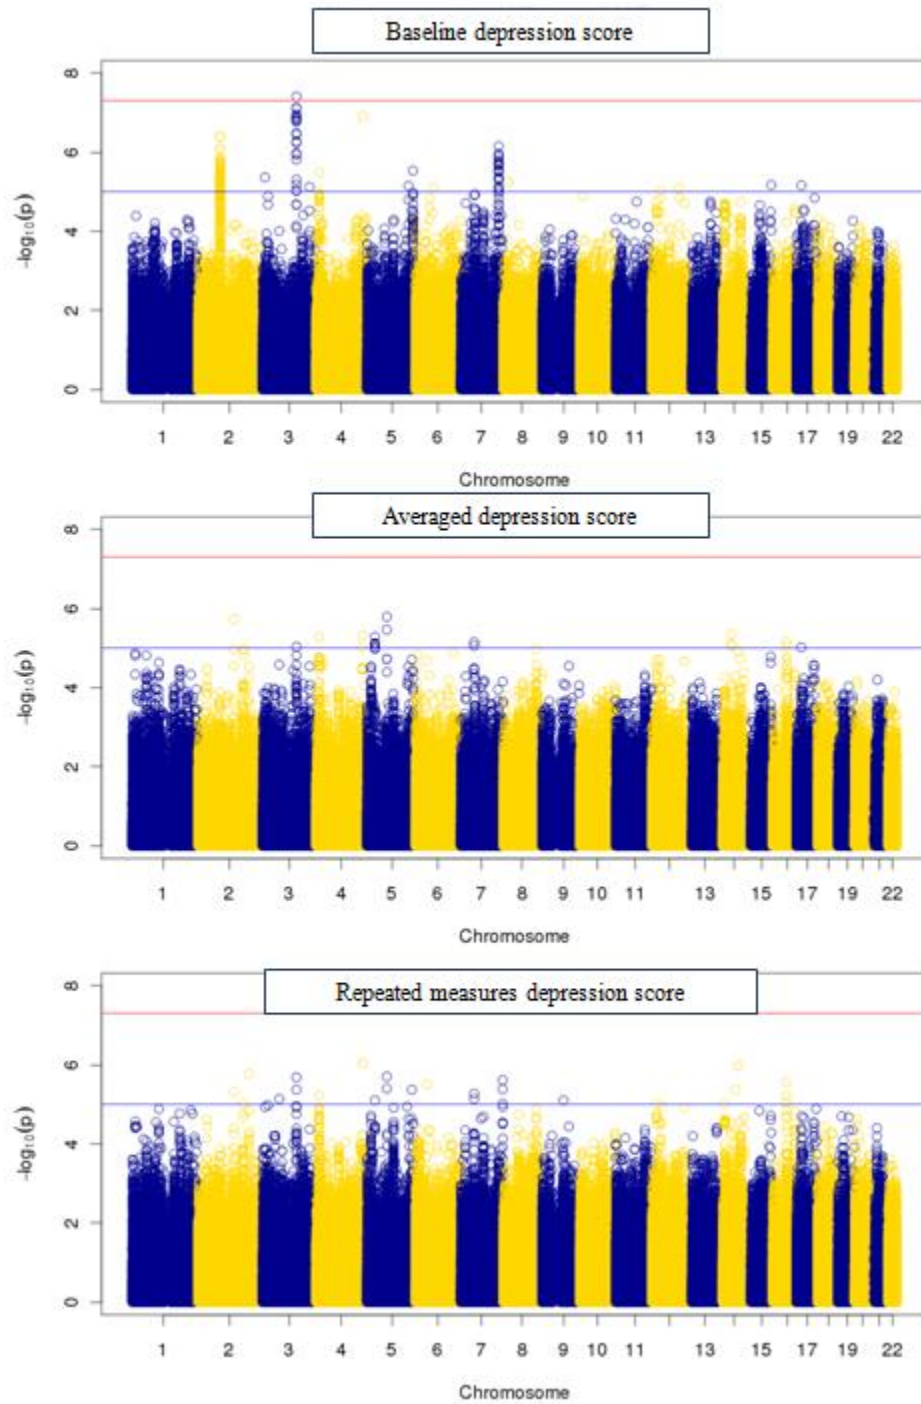 Baseline depression score
8
6
4
2
0
-log10(p)
1 2 3 4 5 6 7 8 9 10 11 13 15 17 19 22
Chromosome
Averaged depression score
8
6
4
2
0
-log10(p)
1 2 3 4 5 6 7 8 9 10 11 13 15 17 19 22
Chromosome
Repeated measures depression score
8
6
4
2
0
-log10(p)
1 2 3 4 5 6 7 8 9 10 11 13 15 17 19 22
Chromosome